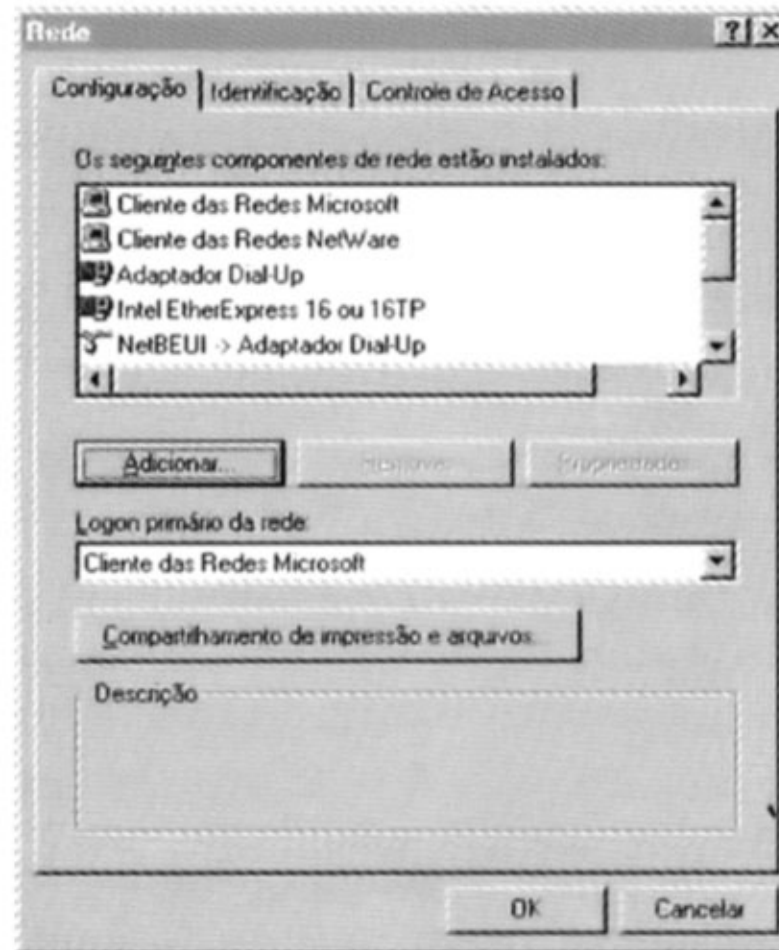 Rede
Configuração Identificação Controle de Acesso
Os seguintes componentes de rede estão instalados:
Cliente das Redes Microsoft
Cliente das Redes NetWare
Adaptador Dial-Up
Intel EtherExpress 16 ou 16TP
NetBEUI -> Adaptador Dial-Up
Adicionar... Remover Propriedades
Logon primário da rede:
Cliente das Redes Microsoft
Compartilhamento de impressão e arquivos...
Descrição
OK Cancelar